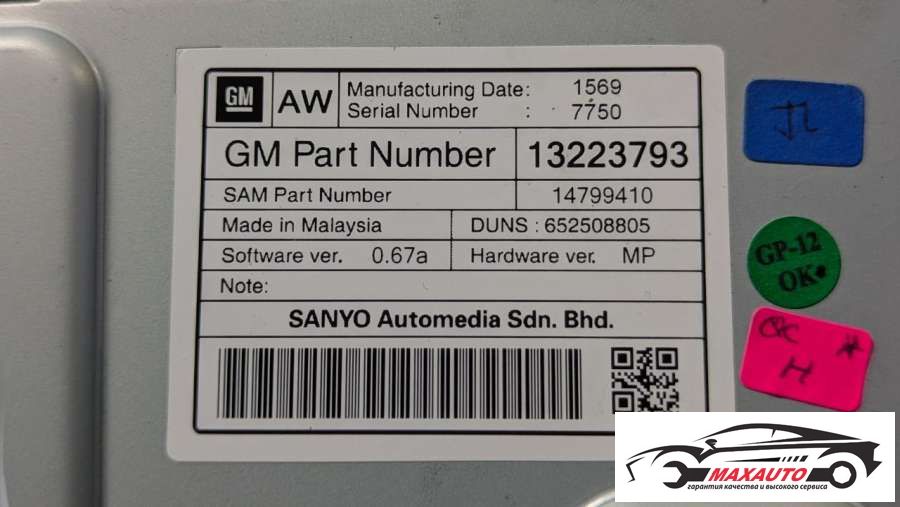 GM AW Manufacturing Date: 1569
Serial Number : 7750
GM Part Number 13223793
SAM Part Number 14799410
Made in Malaysia DUNS : 652508805
Software ver. 0.67a Hardware ver. MP
Note:
SANYO Automedia Sdn. Bhd.
GP-12
OK
QC
H
MAXAUTO
гарантия качества и высокого сервиса